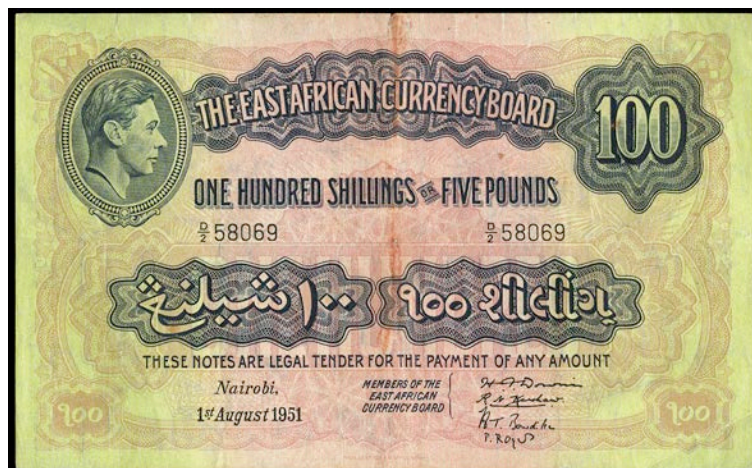 THE EAST AFRICAN CURRENCY BOARD
100
ONE HUNDRED SHILLINGS OR FIVE POUNDS
D/2 58069
D/2 58069
١٠٠ شيلنڠ
૧૦૦ શીલીંગ
THESE NOTES ARE LEGAL TENDER FOR THE PAYMENT OF ANY AMOUNT
Nairobi,
1st August 1951
MEMBERS OF THE
EAST AFRICAN
CURRENCY BOARD
૧૦૦
100